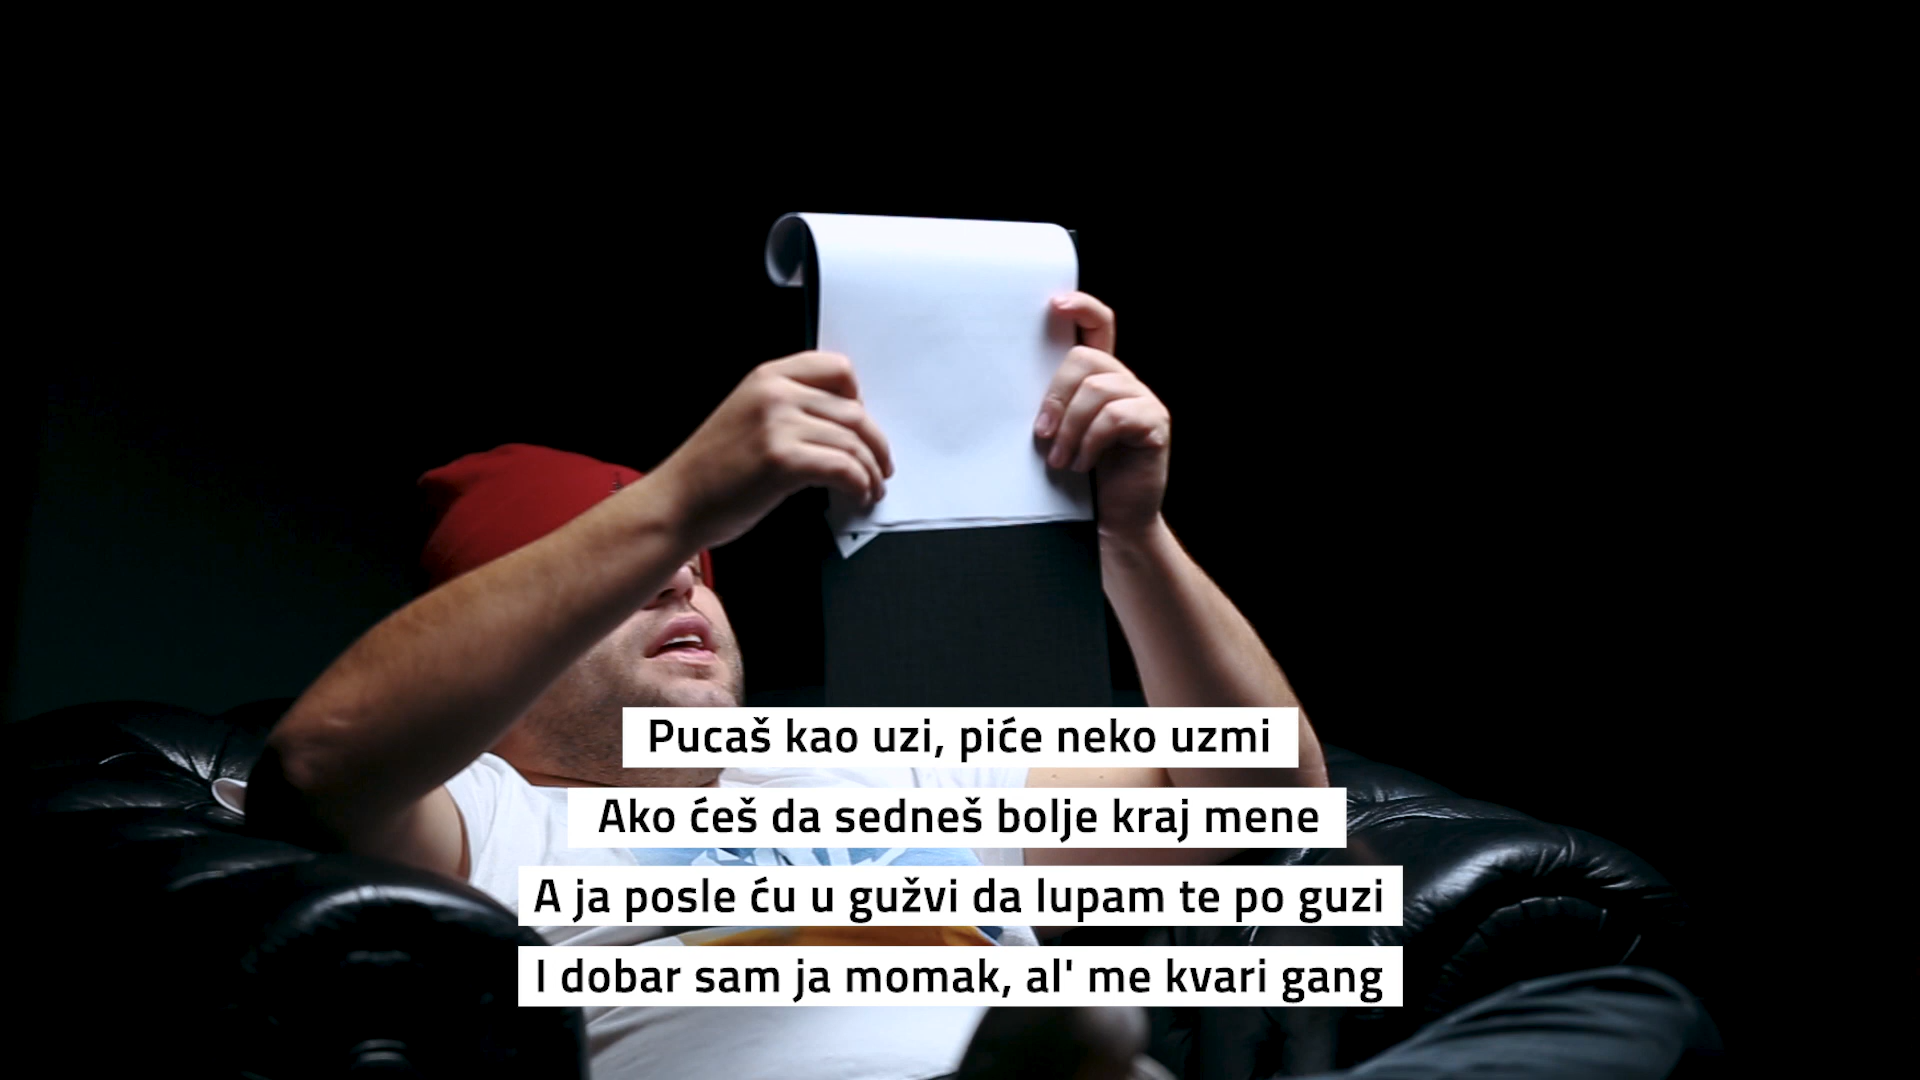 Pucaš kao uzi, piće neko uzmi
Ako ćeš da sedneš bolje kraj mene
A ja posle ću u gužvi da lupam te po guzi
I dobar sam ja momak, al' me kvari gang